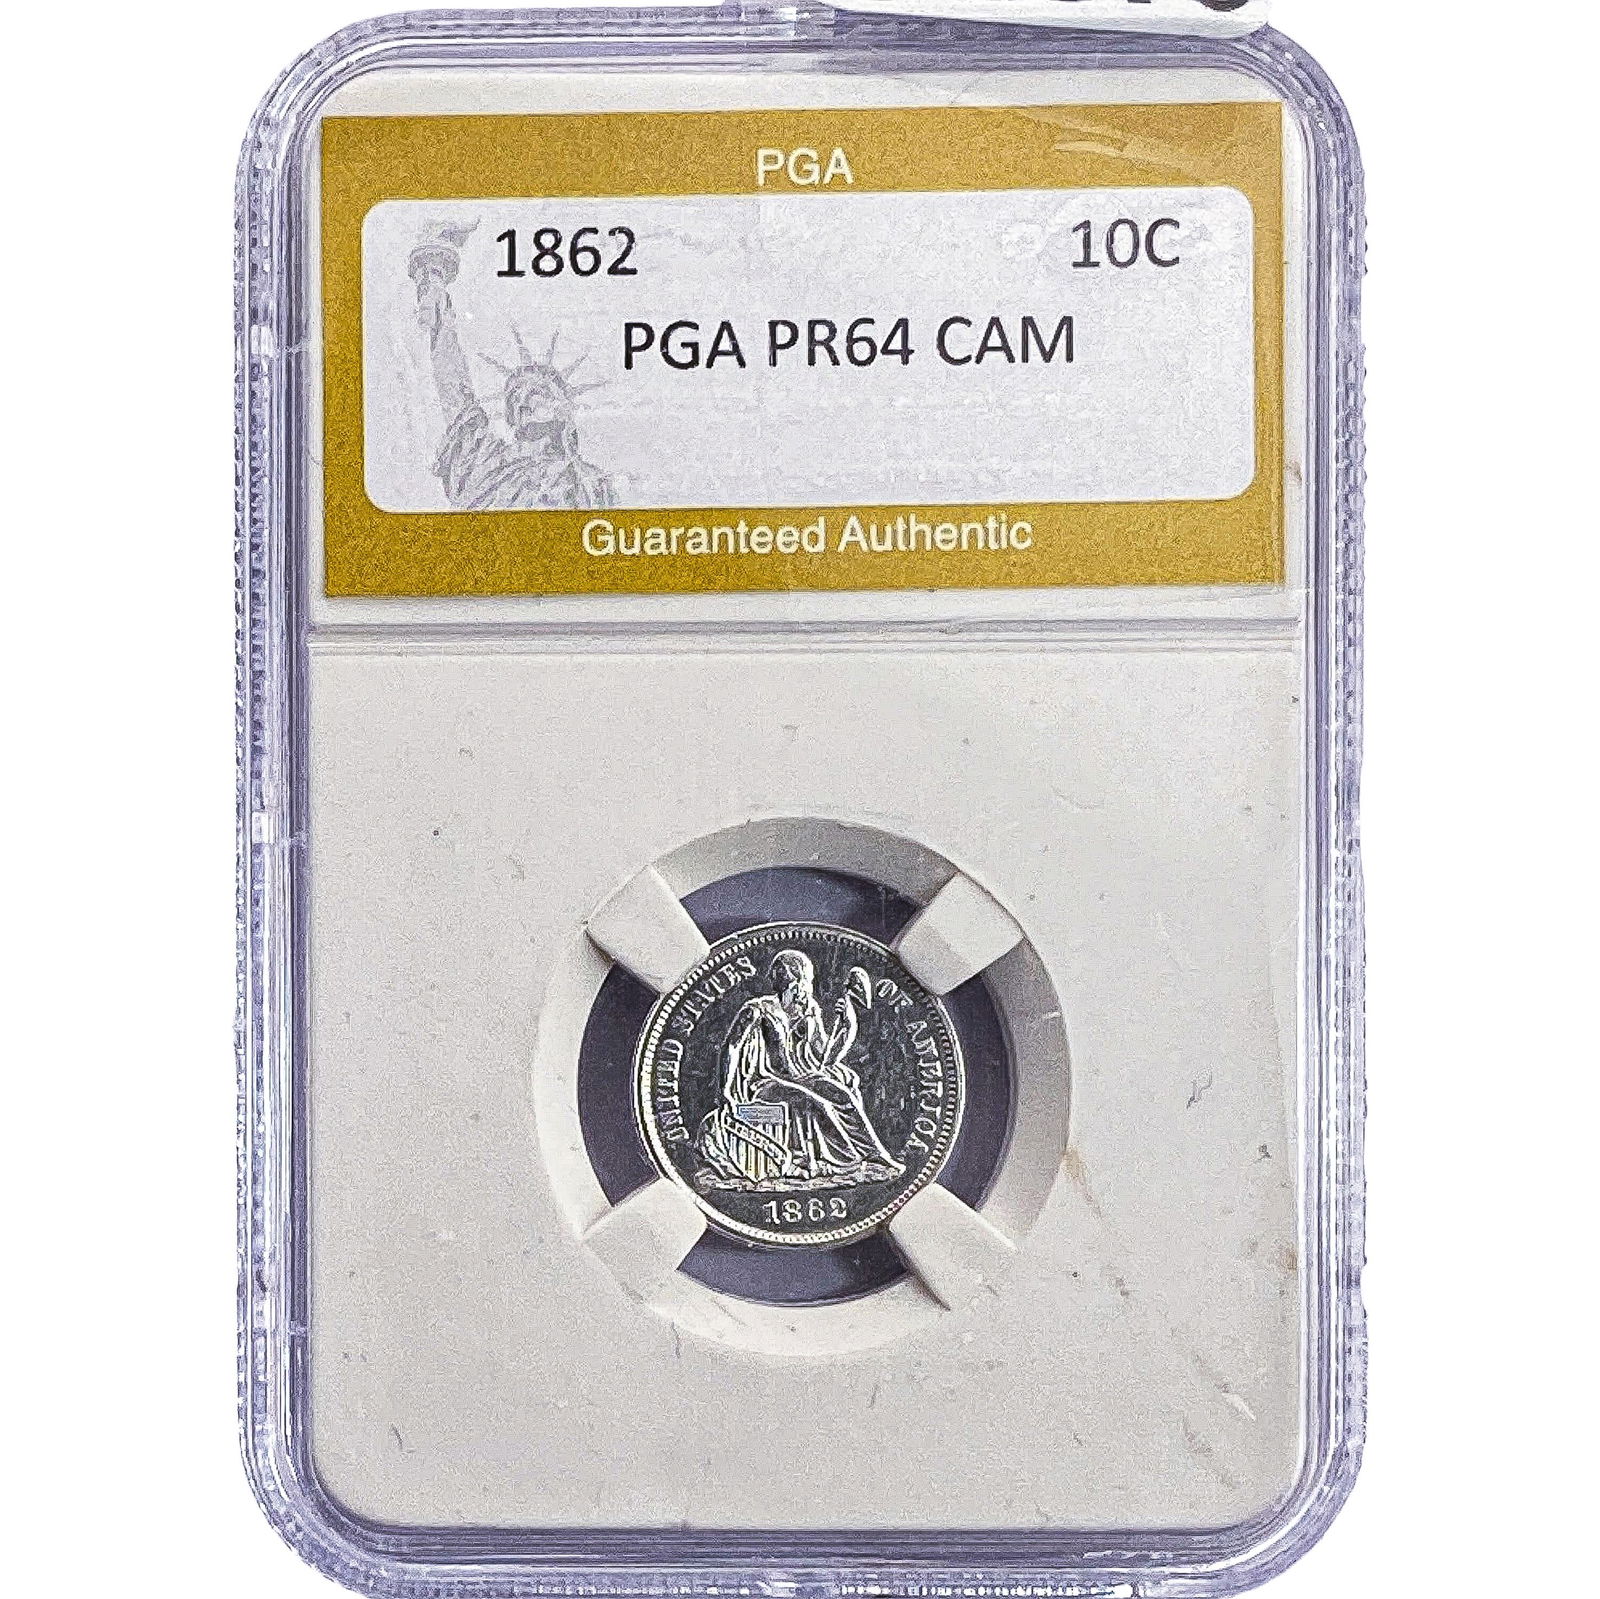 PGA
1862 10C
PGA PR64 CAM
Guaranteed Authentic
UNITED STATES OF AMERICA
1862